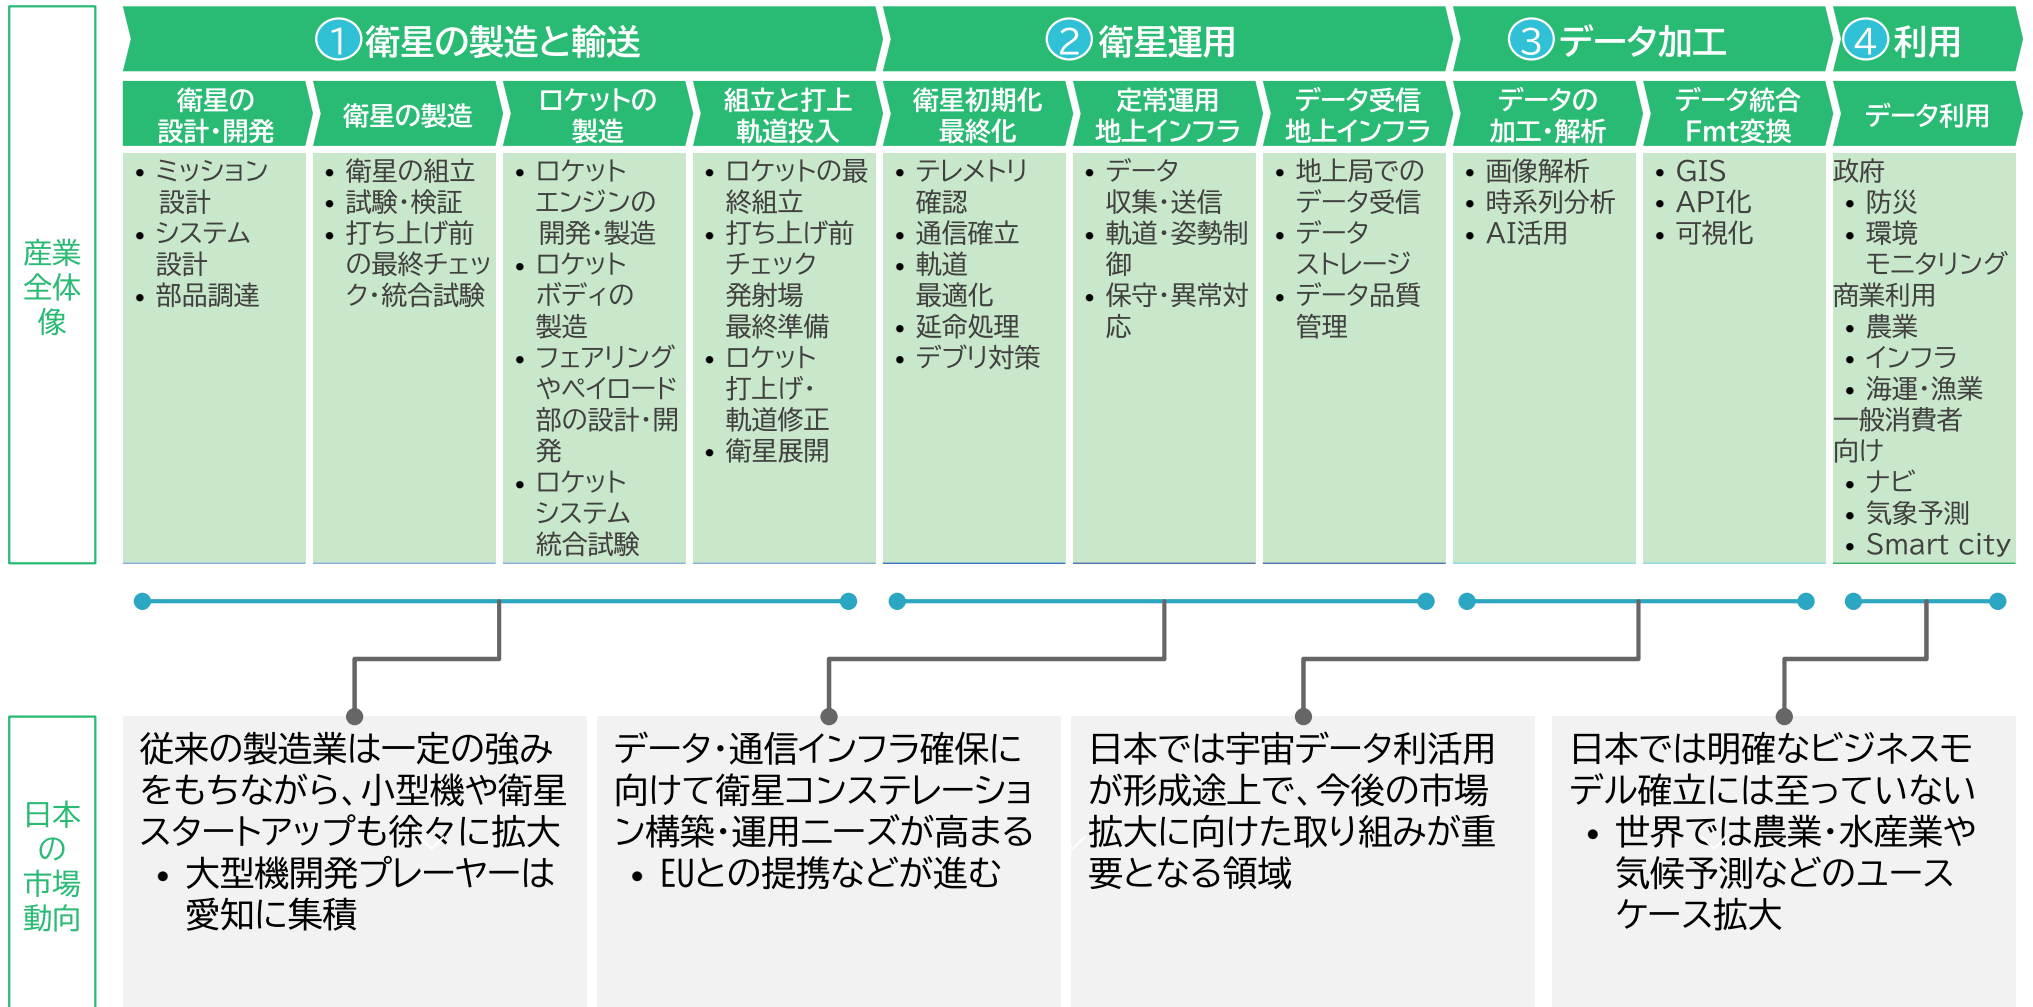 産業
全体
像
①衛星の製造と輸送
②衛星運用
③データ加工
④利用
衛星の
設計・開発
衛星の製造
ロケットの
製造
組立と打上
軌道投入
衛星初期化
最終化
定常運用
地上インフラ
データ受信
地上インフラ
データの
加工・解析
データ統合
Fmt変換
データ利用
• ミッション
設計
• システム
設計
• 部品調達
• 衛星の組立
• 試験・検証
• 打ち上げ前
の最終チェッ
ク・統合試験
• ロケット
エンジンの
開発・製造
• ロケット
ボディの
製造
• フェアリング
やペイロード
部の設計・開
発
• ロケット
システム
統合試験
• ロケットの最
終組立
• 打ち上げ前
チェック
発射場
最終準備
• ロケット
打上げ・
軌道修正
• 衛星展開
• テレメトリ
確認
• 通信確立
• 軌道
最適化
• 延命処理
• デブリ対策
• データ
収集・送信
• 軌道・姿勢制
御
• 保守・異常対
応
• 地上局での
データ受信
• データ
ストレージ
• データ品質
管理
• 画像解析
• 時系列分析
• AI活用
• GIS
• API化
• 可視化
政府
• 防災
• 環境
モニタリング
商業利用
• 農業
• インフラ
• 海運・漁業
一般消費者
向け
• ナビ
• 気象予測
• Smart city
日本
の
市場
動向
従来の製造業は一定の強み
をもちながら、小型機や衛星
スタートアップも徐々に拡大
• 大型機開発プレーヤーは
愛知に集積
データ・通信インフラ確保に
向けて衛星コンステレーショ
ン構築・運用ニーズが高まる
• EUとの提携などが進む
日本では宇宙データ利活用
が形成途上で、今後の市場
拡大に向けた取り組みが重
要となる領域
日本では明確なビジネスモ
デル確立には至っていない
• 世界では農業・水産業や
気候予測などのユース
ケース拡大